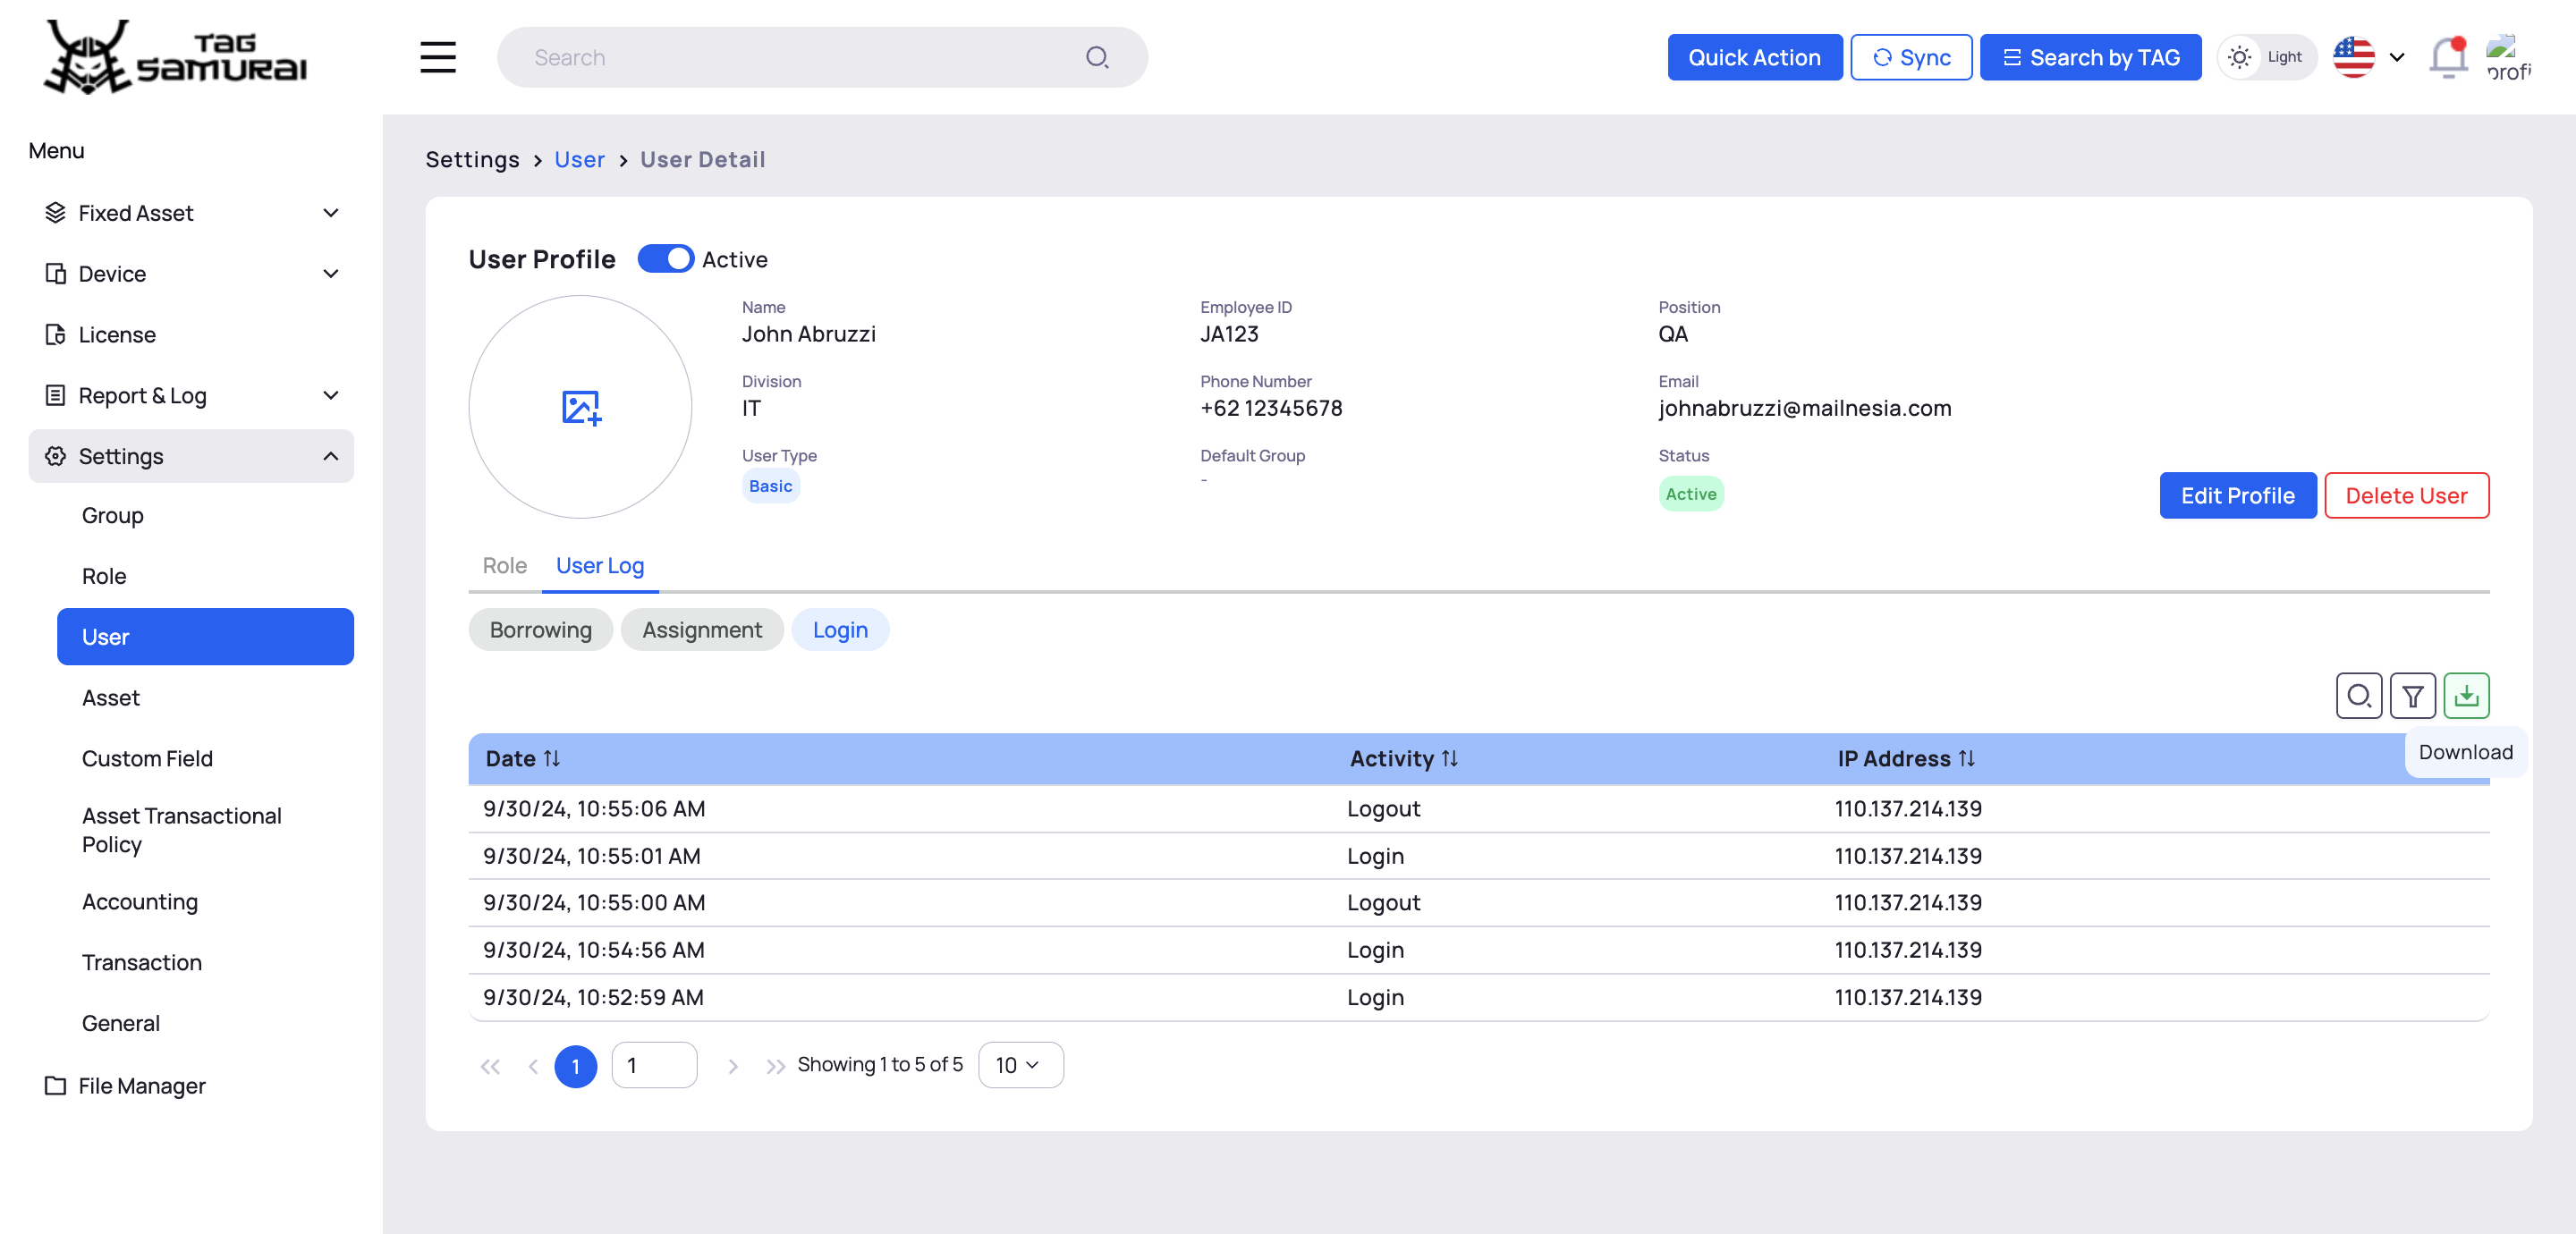 TAG SAMURAI
Search
Quick Action
Sync
Search by TAG
Light
profi
Menu
Fixed Asset
Device
License
Report & Log
Settings
Group
Role
User
Asset
Custom Field
Asset Transactional
Policy
Accounting
Transaction
General
File Manager
Settings > User > User Detail
User Profile Active
Name
John Abruzzi
Employee ID
JA123
Position
QA
Division
IT
Phone Number
+62 12345678
Email
johnabruzzi@mailnesia.com
User Type
Basic
Default Group
-
Status
Active
Edit Profile
Delete User
Role User Log
Borrowing Assignment Login
Download
Date Activity IP Address
9/30/24, 10:55:06 AM Logout 110.137.214.139
9/30/24, 10:55:01 AM Login 110.137.214.139
9/30/24, 10:55:00 AM Logout 110.137.214.139
9/30/24, 10:54:56 AM Login 110.137.214.139
9/30/24, 10:52:59 AM Login 110.137.214.139
1 1 Showing 1 to 5 of 5 10